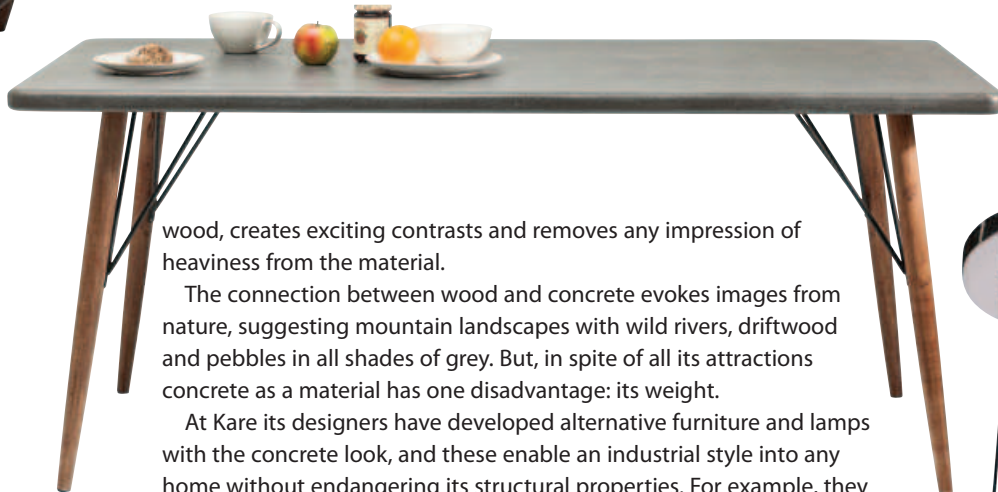 wood, creates exciting contrasts and removes any impression of
heaviness from the material.
The connection between wood and concrete evokes images from
nature, suggesting mountain landscapes with wild rivers, driftwood
and pebbles in all shades of grey. But, in spite of all its attractions
concrete as a material has one disadvantage: its weight.
At Kare its designers have developed alternative furniture and lamps
with the concrete look, and these enable an industrial style into any
home without endangering its structural properties. For example, they